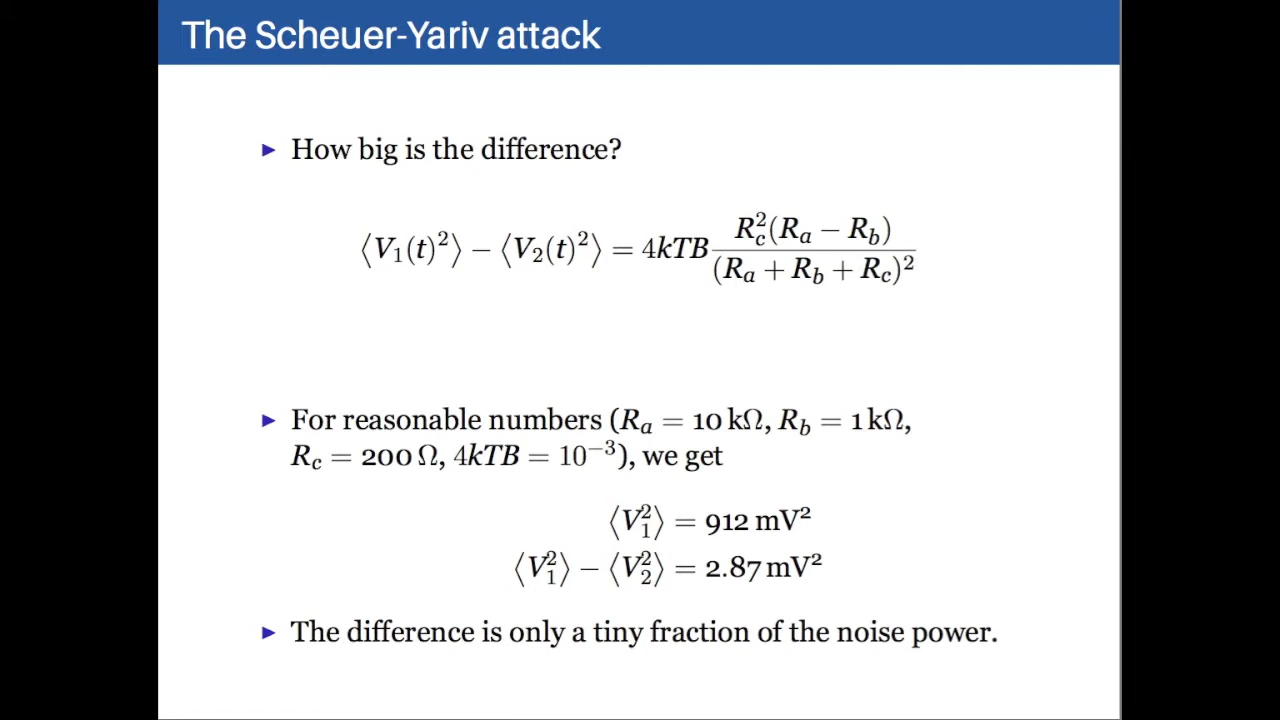 The Scheuer-Yariv attack
▶ How big is the difference?
⟨V₁(t)²⟩ − ⟨V₂(t)²⟩ = 4kTB R_c²(R_a − R_b) / (R_a + R_b + R_c)²
▶ For reasonable numbers (R_a = 10 kΩ, R_b = 1 kΩ,
R_c = 200 Ω, 4kTB = 10⁻³), we get
⟨V₁²⟩ = 912 mV²
⟨V₁²⟩ − ⟨V₂²⟩ = 2.87 mV²
▶ The difference is only a tiny fraction of the noise power.